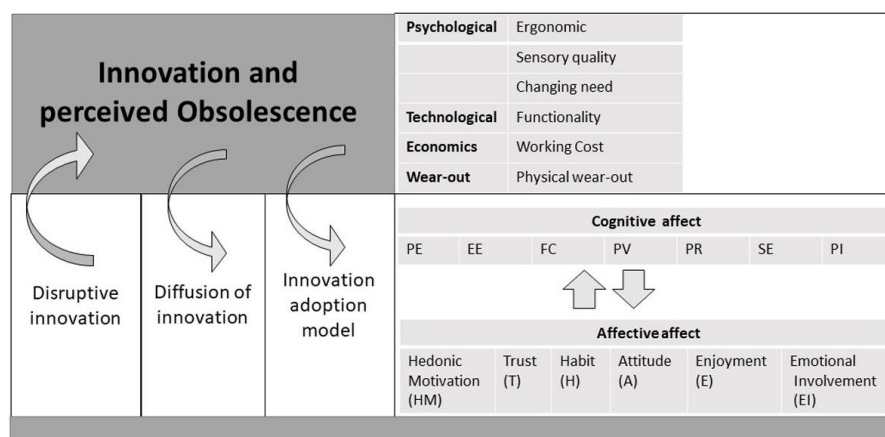 Innovation and
perceived Obsolescence
Psychological Ergonomic
Sensory quality
Changing need
Technological Functionality
Economics Working Cost
Wear-out Physical wear-out
Disruptive
innovation
Diffusion of
innovation
Innovation
adoption
model
Cognitive affect
PE EE FC PV PR SE PI
Affective affect
Hedonic
Motivation
(HM)
Trust
(T)
Habit
(H)
Attitude
(A)
Enjoyment
(E)
Emotional
Involvement
(EI)